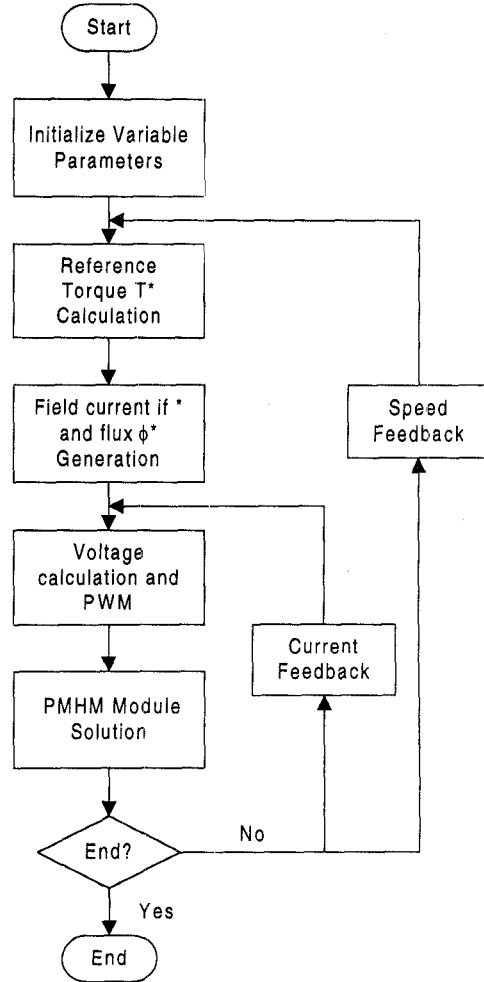 Start
Initialize Variable
Parameters
Reference
Torque T*
Calculation
Field current if *
and flux ϕ*
Generation
Speed
Feedback
Voltage
calculation and
PWM
Current
Feedback
PMHM Module
Solution
End?
No
Yes
End